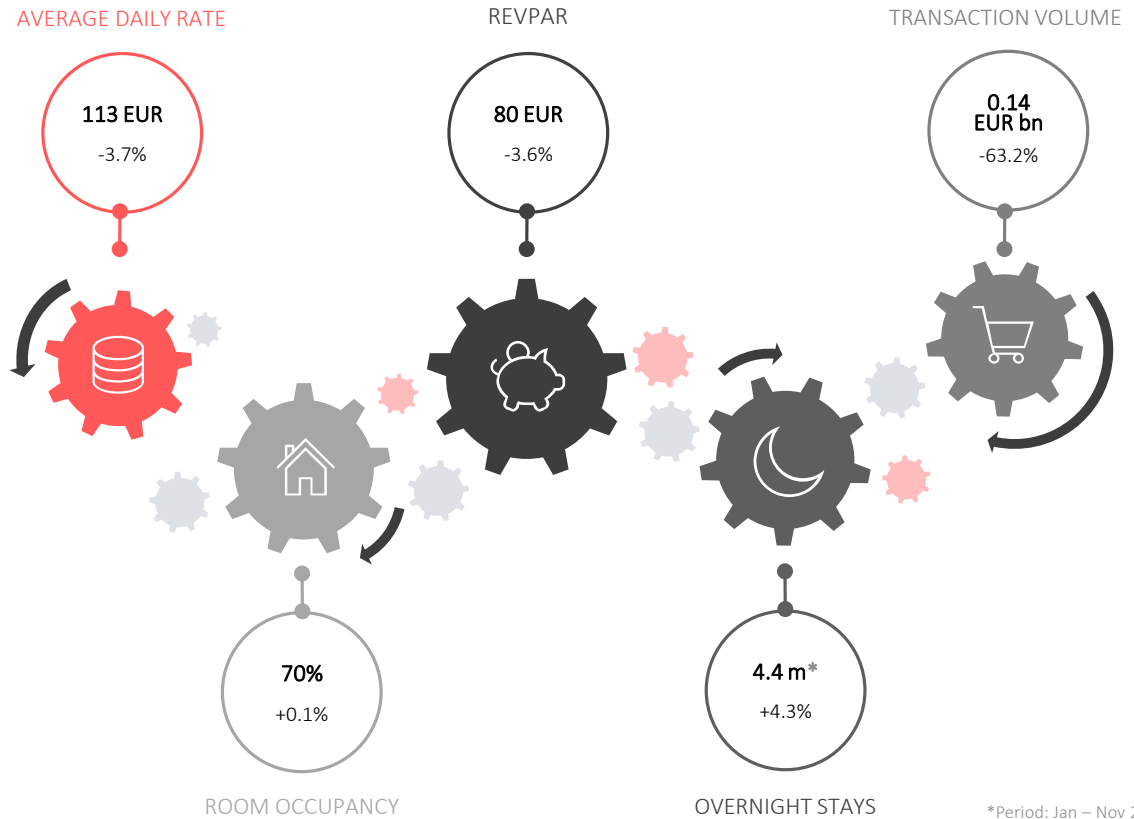 AVERAGE DAILY RATE
113 EUR
-3.7%
REVPAR
80 EUR
-3.6%
TRANSACTION VOLUME
0.14
EUR bn
-63.2%
70%
+0.1%
ROOM OCCUPANCY
4.4 m*
+4.3%
OVERNIGHT STAYS
*Period: Jan – Nov